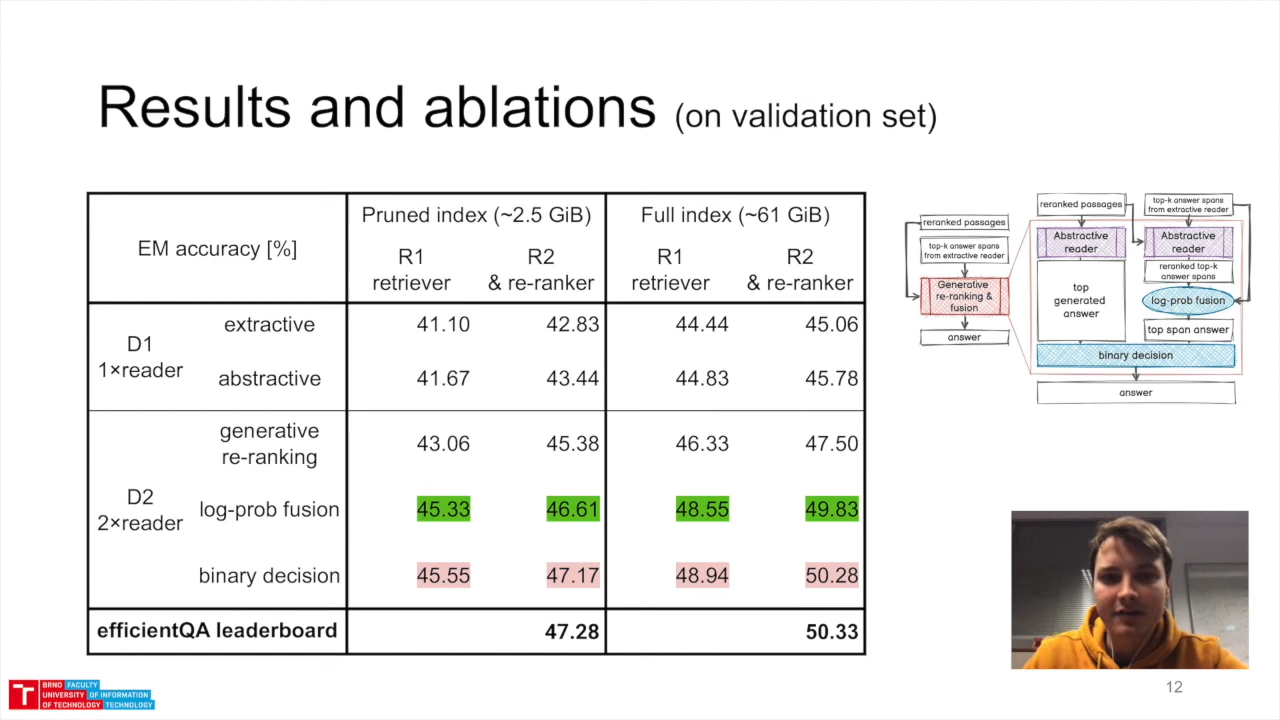 Results and ablations (on validation set)
EM accuracy [%]
Pruned index (~2.5 GiB)
Full index (~61 GiB)
R1
retriever
R2
& re-ranker
R1
retriever
R2
& re-ranker
D1
1×reader
extractive
41.10
42.83
44.44
45.06
abstractive
41.67
43.44
44.83
45.78
D2
2×reader
generative
re-ranking
43.06
45.38
46.33
47.50
log-prob fusion
45.33
46.61
48.55
49.83
binary decision
45.55
47.17
48.94
50.28
efficientQA leaderboard
47.28
50.33
reranked passages
top-k answer spans
from extractive reader
Generative
re-ranking &
fusion
answer
reranked passages
top-k answer spans
from extractive reader
Abstractive
reader
Abstractive
reader
top
generated
answer
reranked top-k
answer spans
log-prob fusion
top span answer
binary decision
answer
T
BRNO FACULTY
UNIVERSITY OF INFORMATION
OF TECHNOLOGY TECHNOLOGY
12